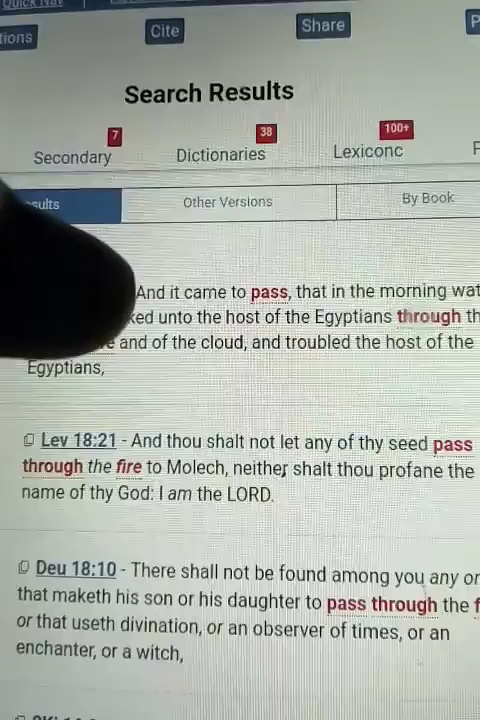 Quick Nav
tions Cite Share P
Search Results
7 38 100+
Secondary Dictionaries Lexiconc
sults Other Versions By Book
And it came to pass, that in the morning wat
ked unto the host of the Egyptians through th
and of the cloud, and troubled the host of the
Egyptians,
Lev 18:21 - And thou shalt not let any of thy seed pass
through the fire to Molech, neither shalt thou profane the
name of thy God: I am the LORD.
Deu 18:10 - There shall not be found among you any or
that maketh his son or his daughter to pass through the f
or that useth divination, or an observer of times, or an
enchanter, or a witch,